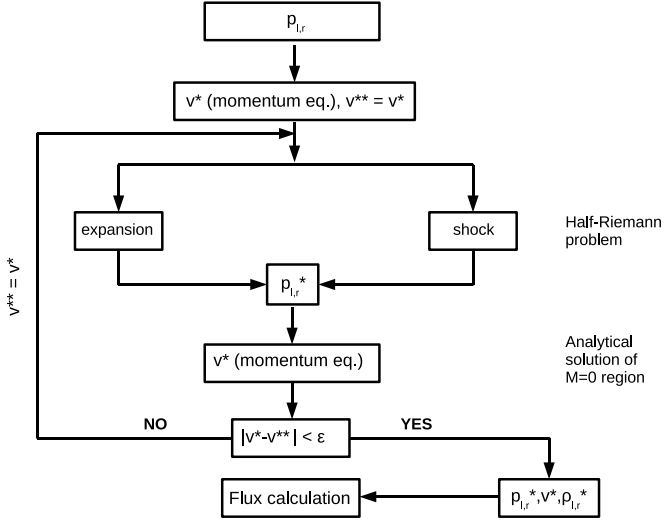 p_l,r
v* (momentum eq.), v** = v*
expansion
shock
Half-Riemann
problem
p_l,r*
v** = v*
v* (momentum eq.)
Analytical
solution of
M=0 region
NO
|v*-v**| < ε
YES
Flux calculation
p_l,r*,v*,ρ_l,r*